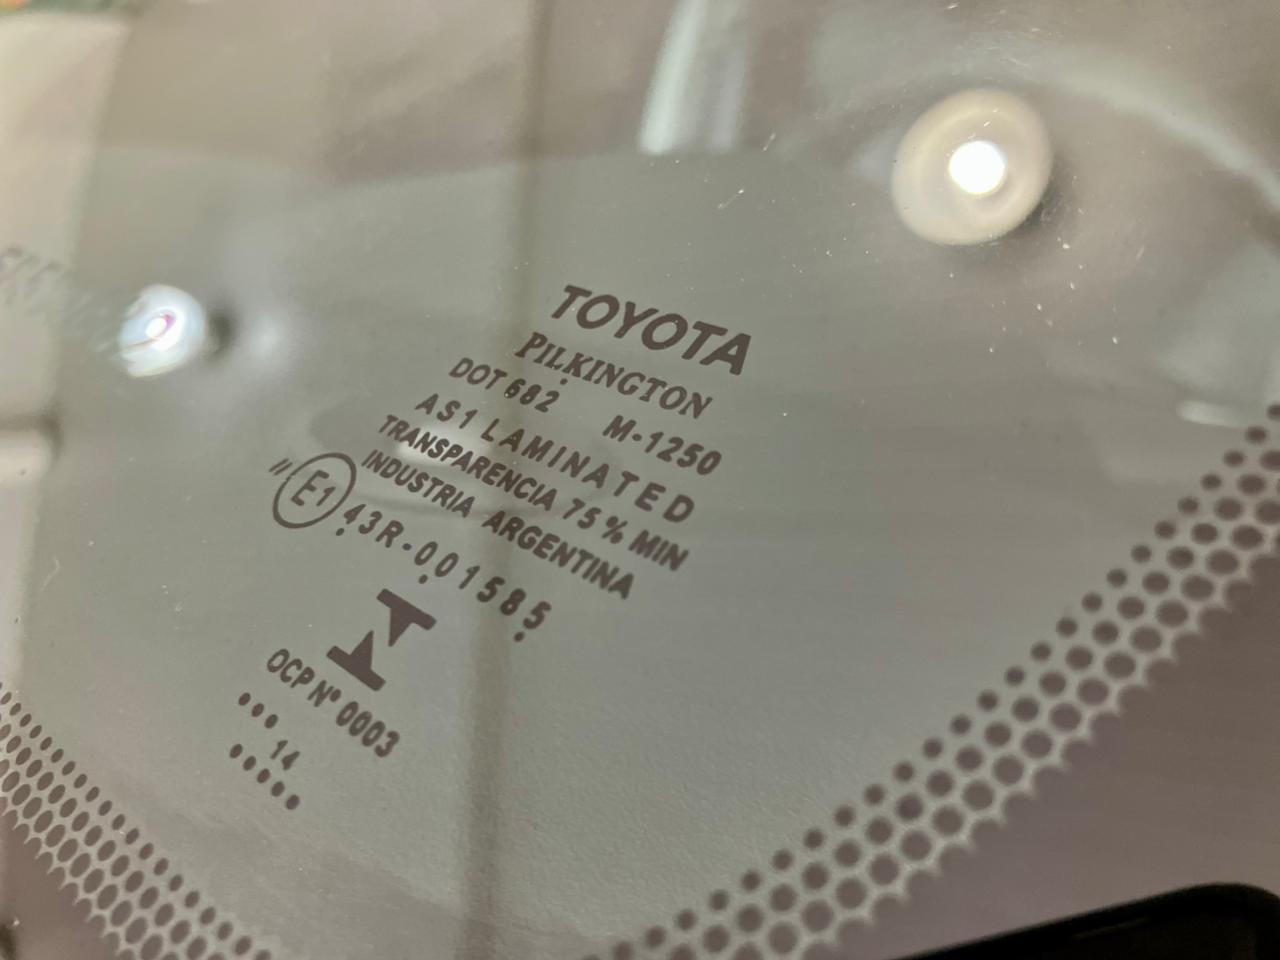 TOYOTA
PILKINGTON
DOT 682 M-1250
AS1 LAMINATED
TRANSPARENCIA 75% MIN
INDUSTRIA ARGENTINA
// E1 43R-001585
OCP Nº 0003
14